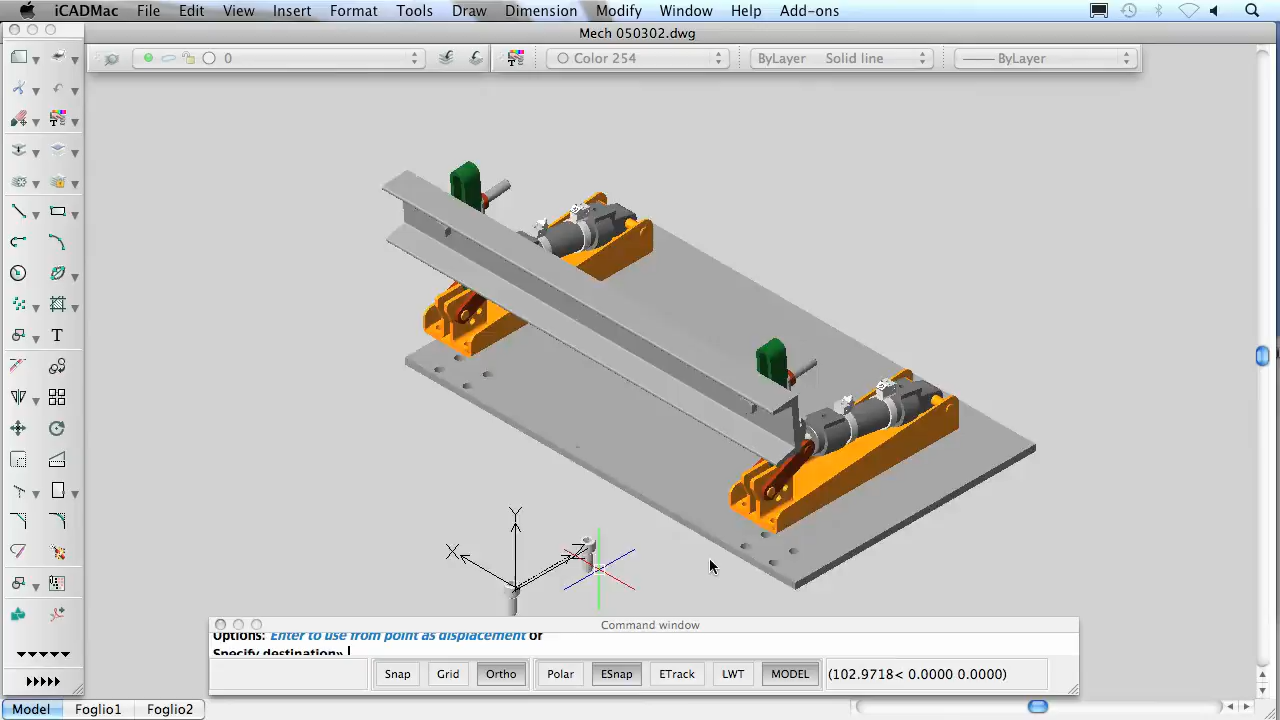 iCADMac File Edit View Insert Format Tools Draw Dimension Modify Window Help Add-ons
Mech 050302.dwg
0 Color 254 ByLayer Solid line ByLayer
T
Y
X
Z
Command window
Options: Enter to use from point as displacement or
Specify destination»
Snap Grid Ortho Polar ESnap ETrack LWT MODEL (102.9718< 0.0000 0.0000)
Model Foglio1 Foglio2